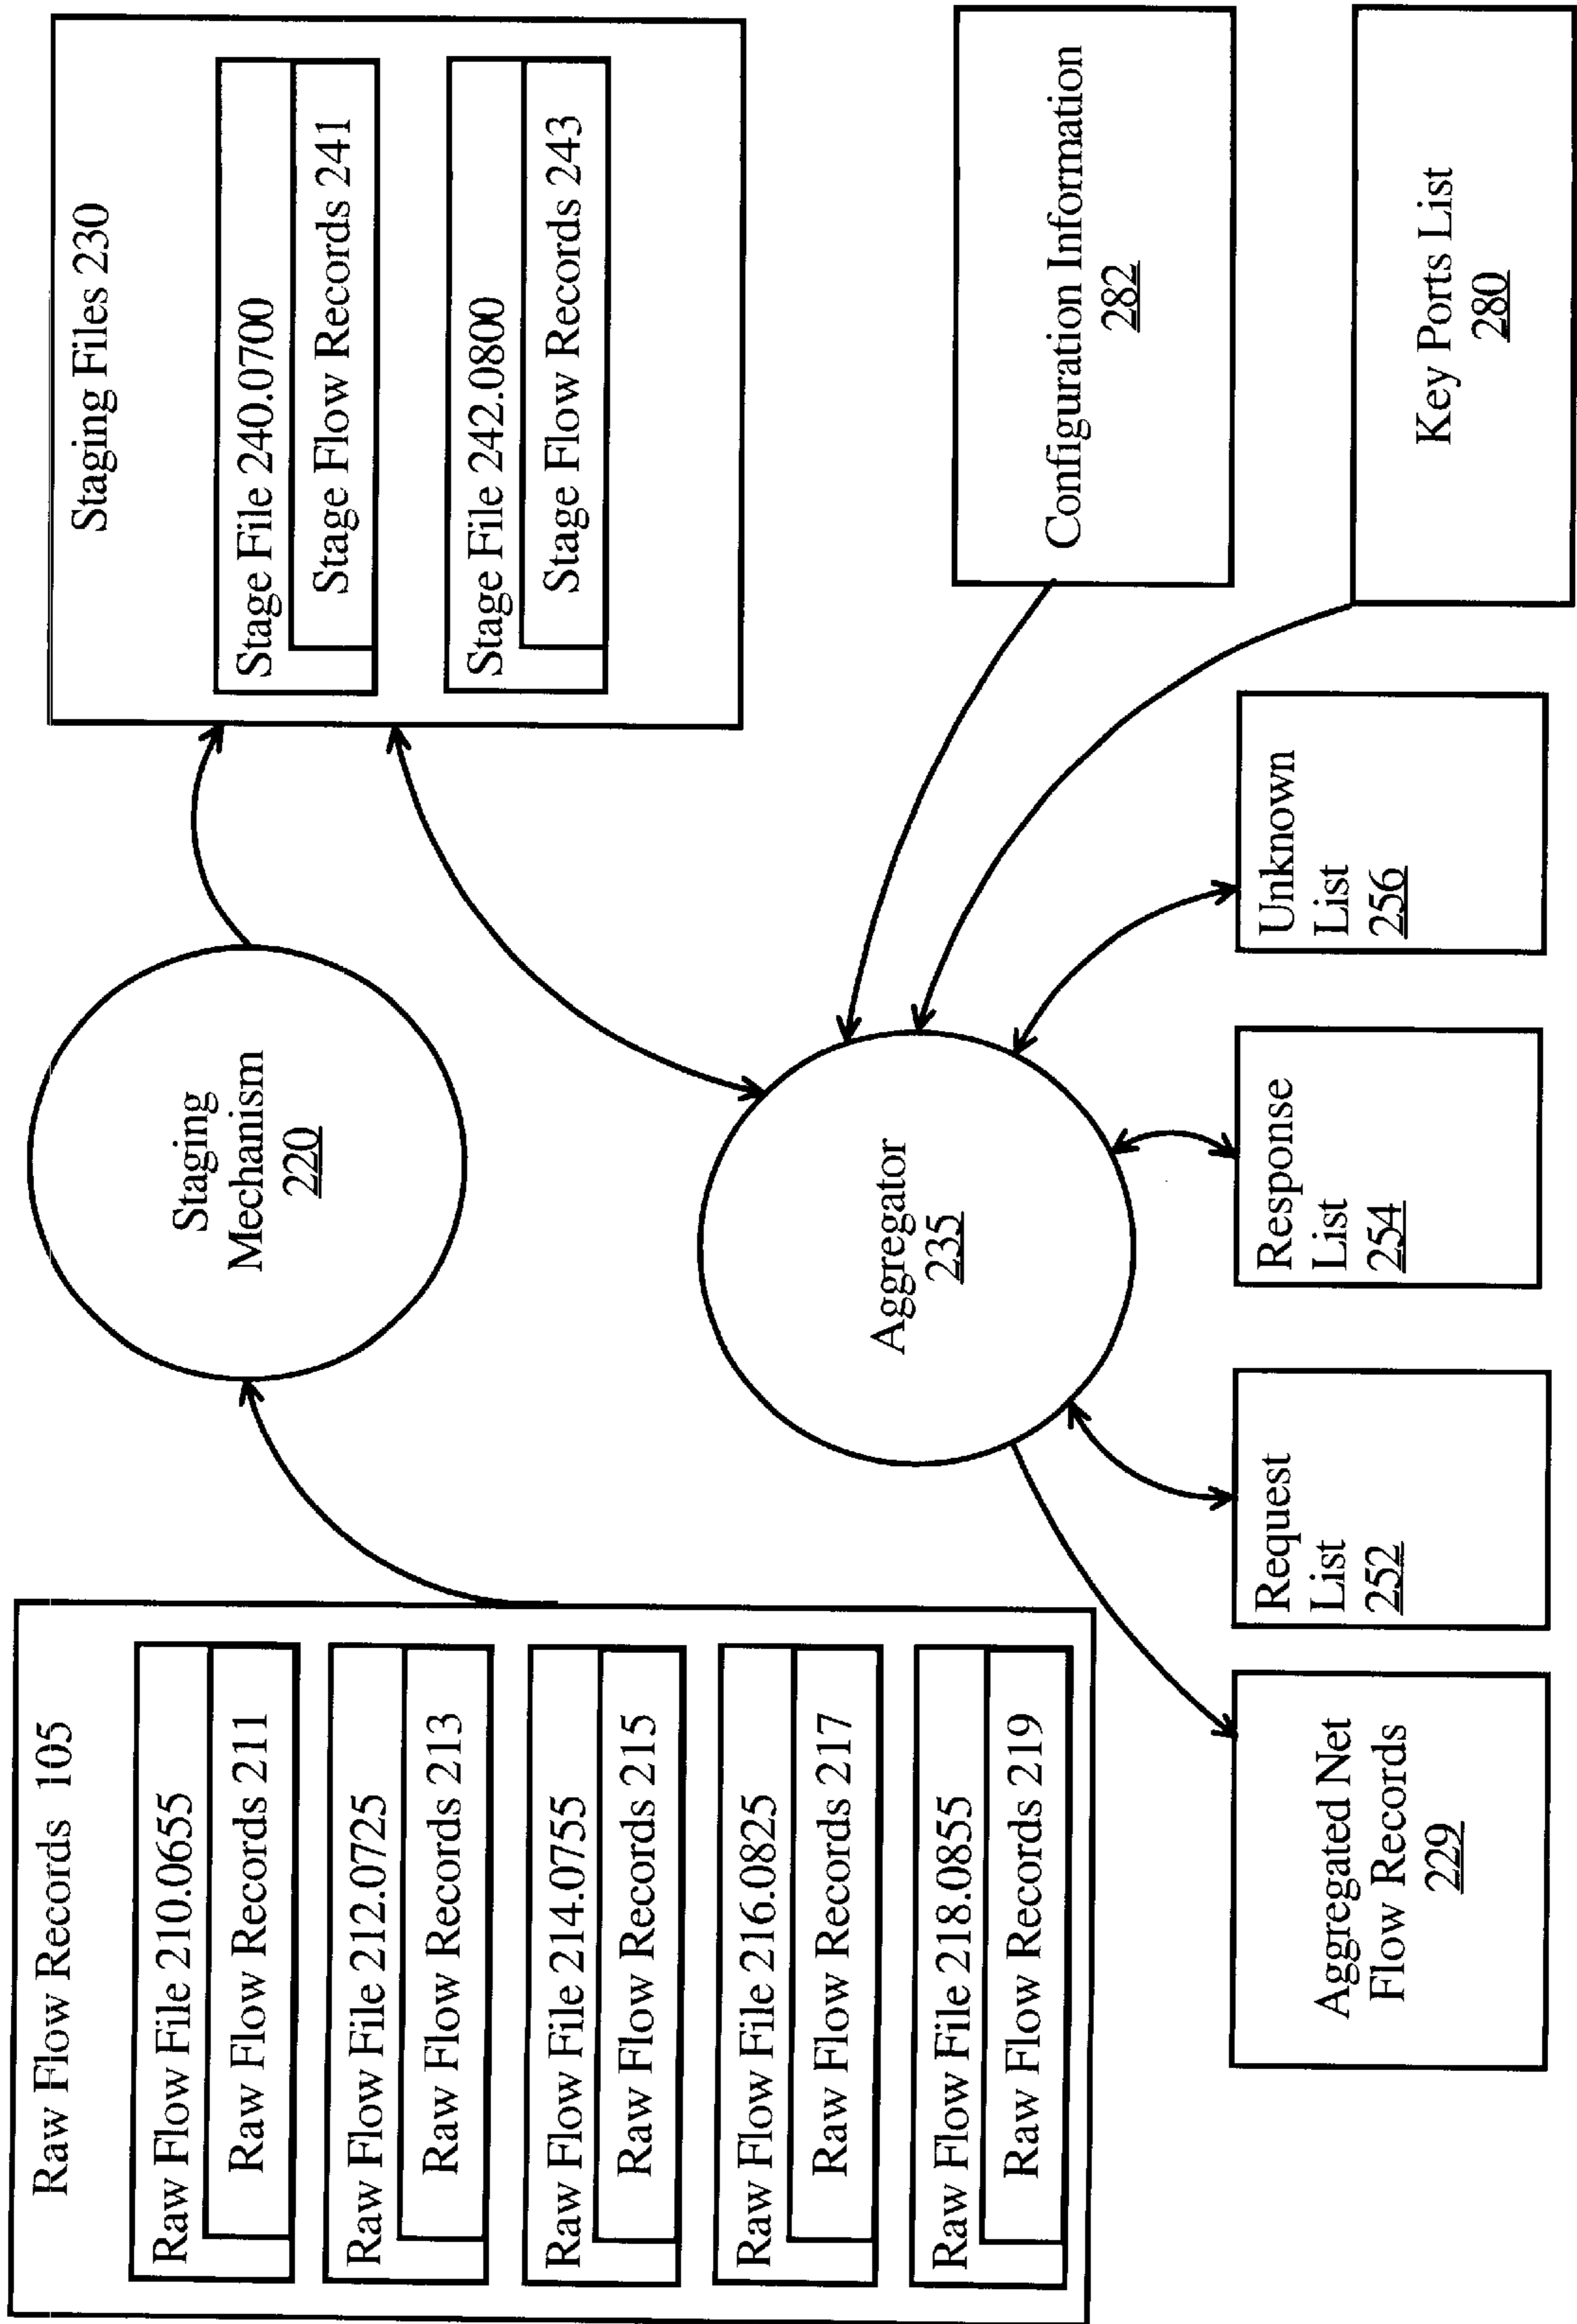 Raw Flow Records 105
Raw Flow File 210.0655
Raw Flow Records 211
Raw Flow File 212.0725
Raw Flow Records 213
Raw Flow File 214.0755
Raw Flow Records 215
Raw Flow File 216.0825
Raw Flow Records 217
Raw Flow File 218.0855
Raw Flow Records 219
Staging
Mechanism
220
Staging Files 230
Stage File 240.0700
Stage Flow Records 241
Stage File 242.0800
Stage Flow Records 243
Aggregator
235
Configuration Information
282
Key Ports List
280
Aggregated Net
Flow Records
229
Request
List
252
Response
List
254
Unknown
List
256